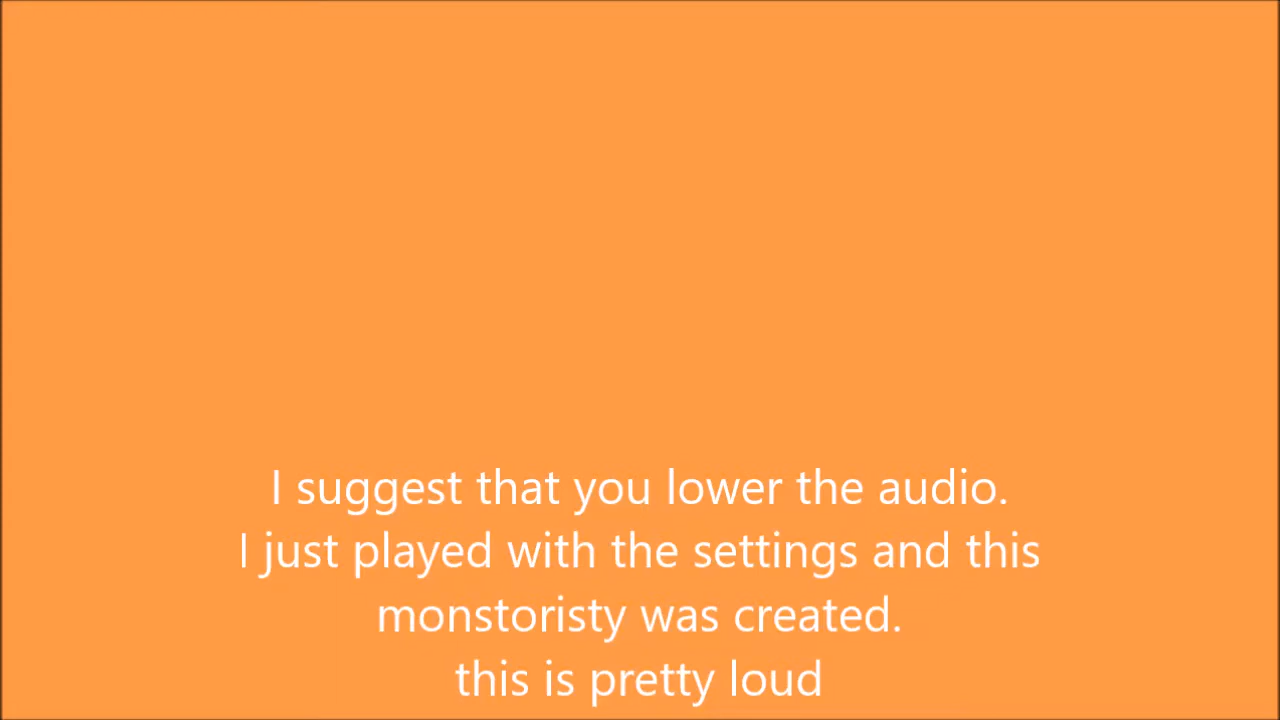 I suggest that you lower the audio.
I just played with the settings and this
monstoristy was created.
this is pretty loud